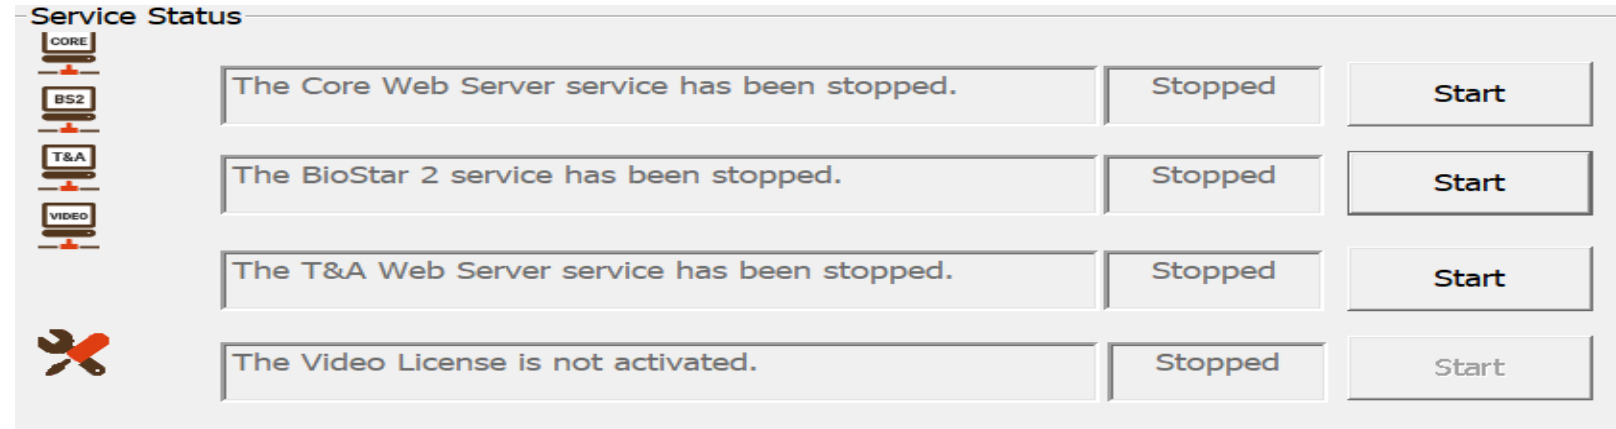 Service Status
CORE
The Core Web Server service has been stopped. Stopped Start
BS2
T&A
The BioStar 2 service has been stopped. Stopped Start
VIDEO
The T&A Web Server service has been stopped. Stopped Start
The Video License is not activated. Stopped Start